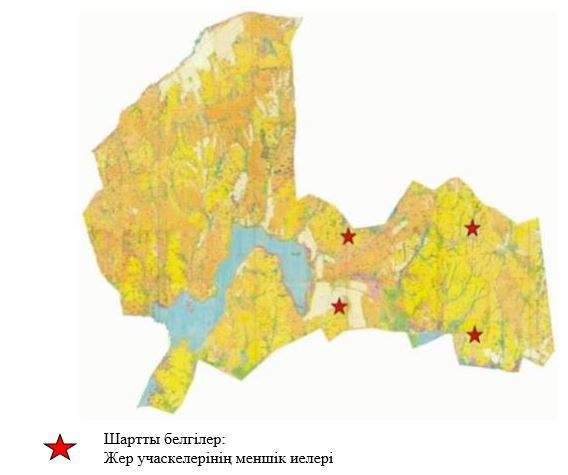 Шартты белгілер:
Жер учаскелерінің меншік иелері